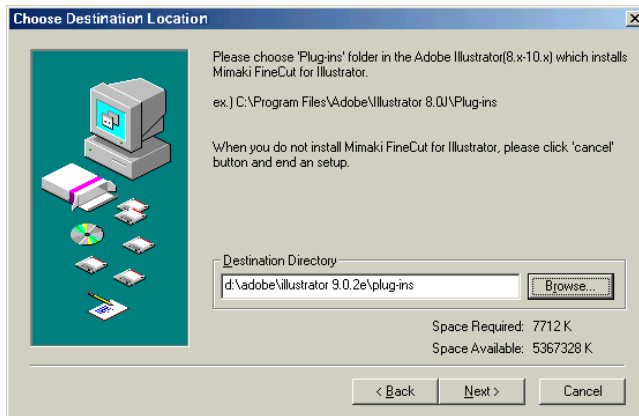 Choose Destination Location
Please choose 'Plug-ins' folder in the Adobe Illustrator(8.x-10.x) which installs
Mimaki FineCut for Illustrator.
ex.) C:\Program Files\Adobe\Illustrator 8.0J\Plug-ins
When you do not install Mimaki FineCut for Illustrator, please click 'cancel'
button and end an setup.
Destination Directory
d:\adobe\illustrator 9.0.2e\plug-ins
Browse...
Space Required: 7712 K
Space Available: 5367328 K
< Back
Next >
Cancel